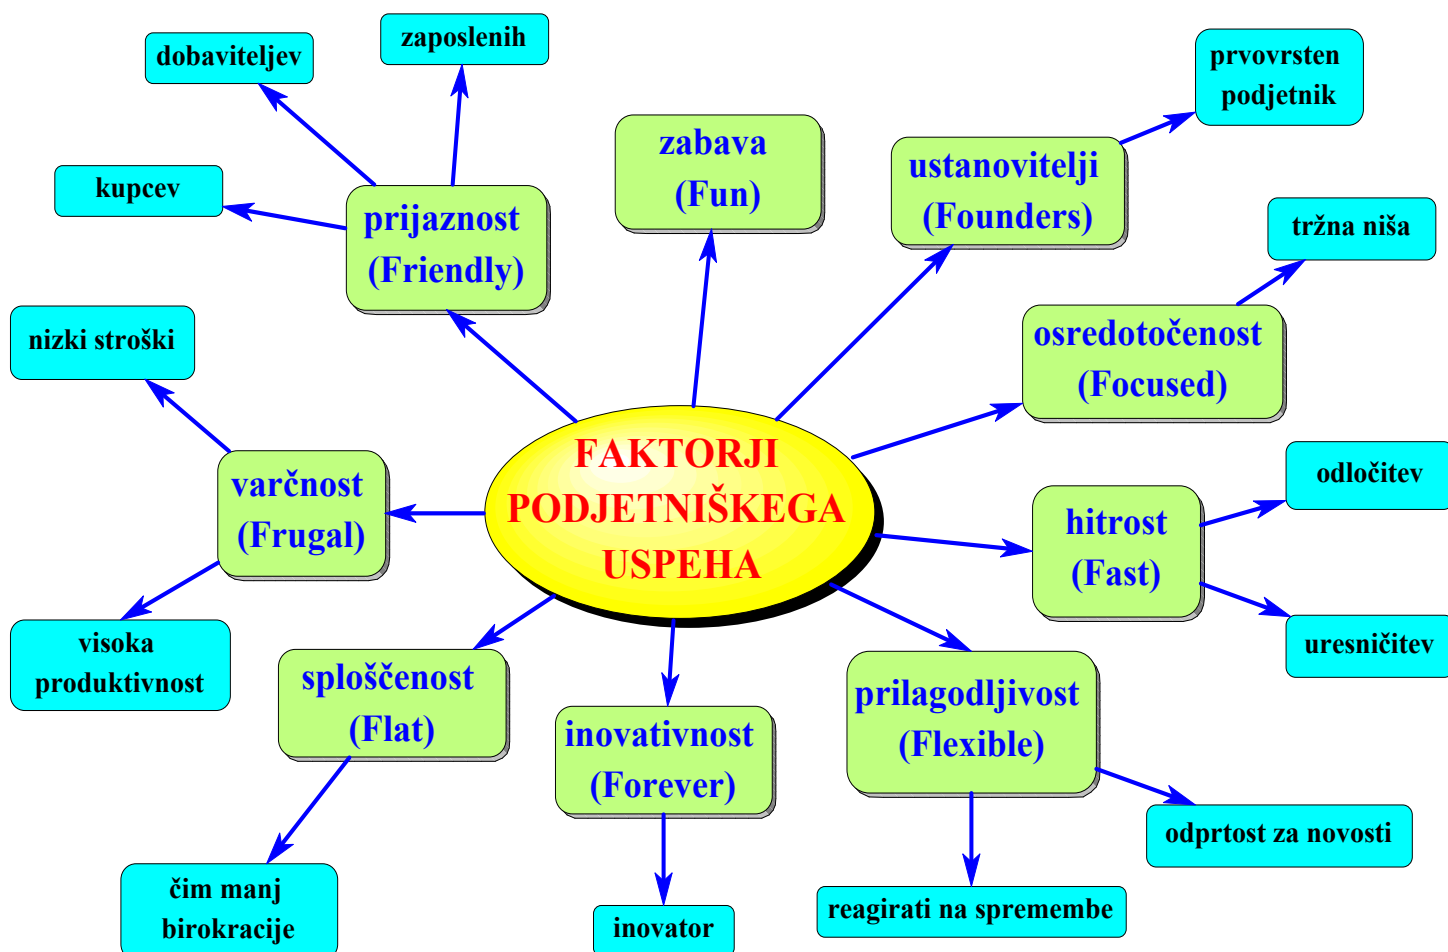 zaposlenih
dobaviteljev
kupcev
prijaznost
(Friendly)
zabava
(Fun)
ustanovitelji
(Founders)
prvovrsten
podjetnik
tržna niša
osredotočenost
(Focused)
nizki stroški
varčnost
(Frugal)
visoka
produktivnost
FAKTORJI
PODJETNIŠKEGA
USPEHA
odločitev
hitrost
(Fast)
uresničitev
sploščenost
(Flat)
čim manj
birokracije
inovativnost
(Forever)
inovator
prilagodljivost
(Flexible)
odprtost za novosti
reagirati na spremembe